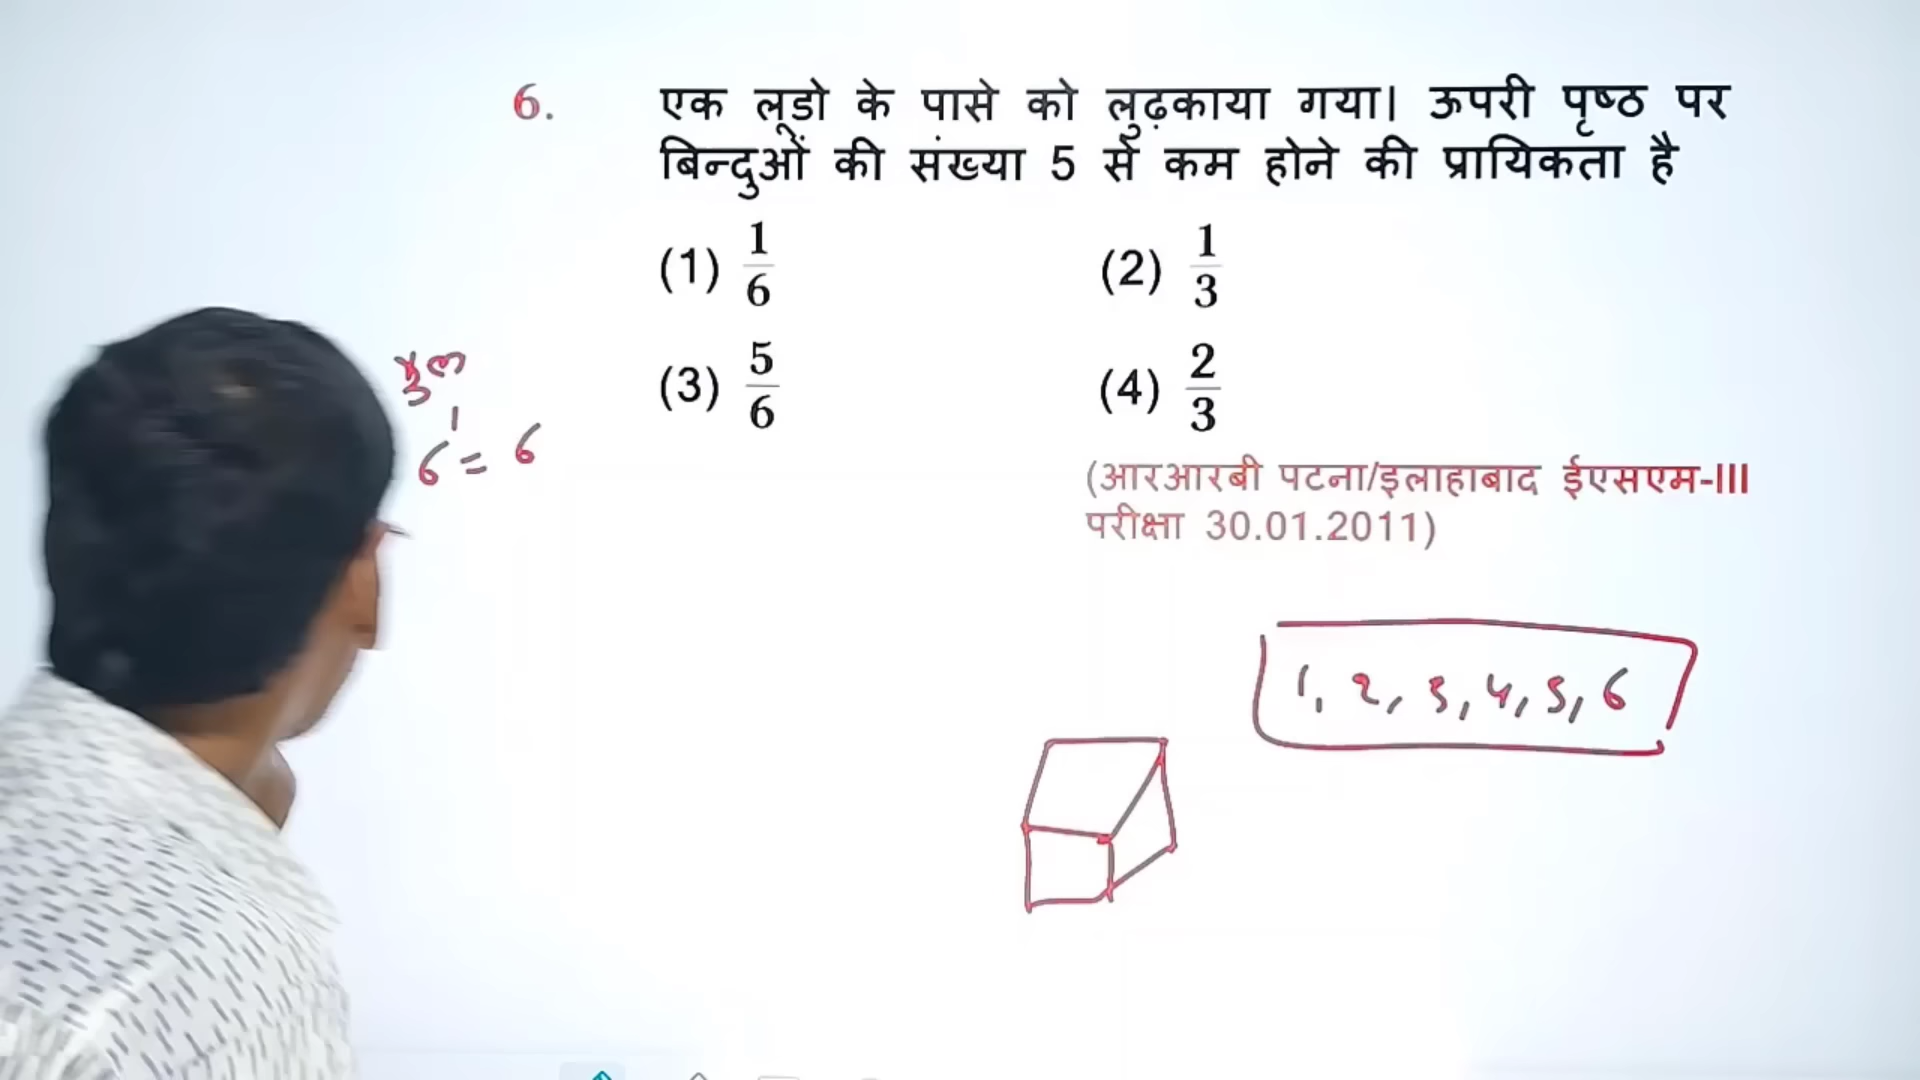 6. एक लूडो के पासे को लुढ़काया गया। ऊपरी पृष्ठ पर
बिन्दुओं की संख्या 5 से कम होने की प्रायिकता है
(1) 1/6 (2) 1/3
(3) 5/6 (4) 2/3
(आरआरबी पटना/इलाहाबाद ईएसएम-III
परीक्षा 30.01.2011)
कुल
6¹ = 6
1, 2, 3, 4, 5, 6